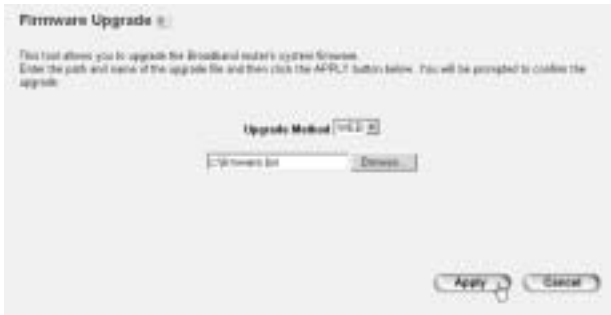 Firmware Upgrade
This tool allows you to upgrade the Broadband router's system firmware.
Enter the path and name of the upgrade file and then click the APPLY button below. You will be prompted to confirm the
upgrade.
Upgrade Method WEB
Browse...
Apply Cancel